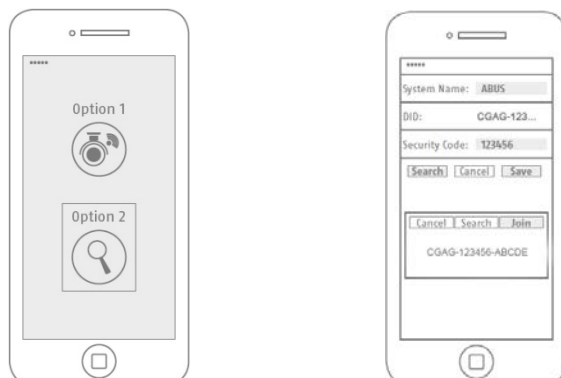 *****
Option 1
Option 2
*****
System Name: ABUS
DID: CGAG-123...
Security Code: 123456
Search Cancel Save
Cancel Search Join
CGAG-123456-ABCDE